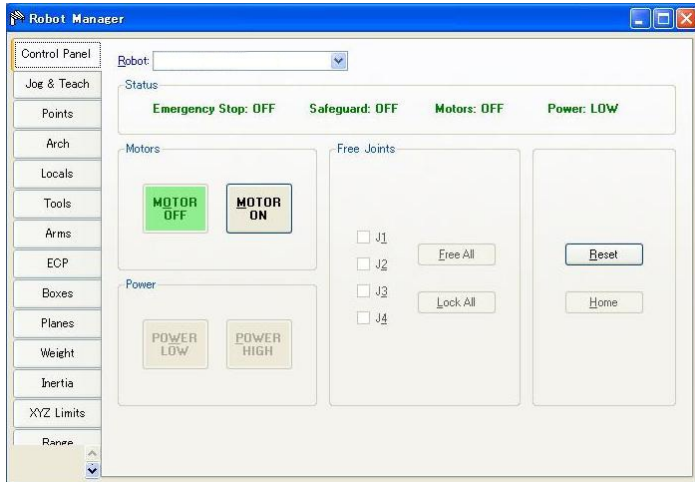 Robot Manager
Control Panel
Jog & Teach
Points
Arch
Locals
Tools
Arms
ECP
Boxes
Planes
Weight
Inertia
XYZ Limits
Range
Robot:
Status
Emergency Stop: OFF Safeguard: OFF Motors: OFF Power: LOW
Motors
MOTOR OFF
MOTOR ON
Power
POWER LOW
POWER HIGH
Free Joints
J1
J2
J3
J4
Free All
Lock All
Reset
Home